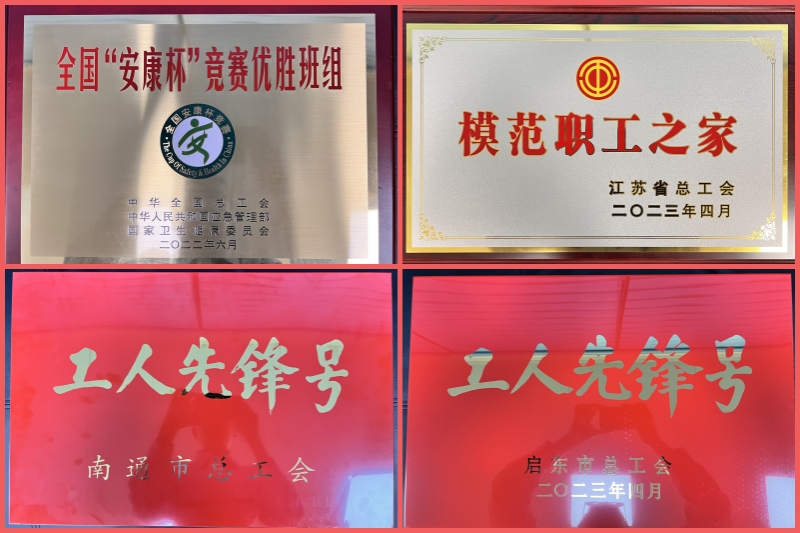 全国“安康杯”竞赛优胜班组
·全国安康杯竞赛·
The Cup Of Safety & Health In China
中华全国总工会
中华人民共和国应急管理部
国家卫生健康委员会
二〇二二年六月
模范职工之家
江苏省总工会
二〇二三年四月
工人先锋号
南通市总工会
工人先锋号
启东市总工会
二〇二三年四月